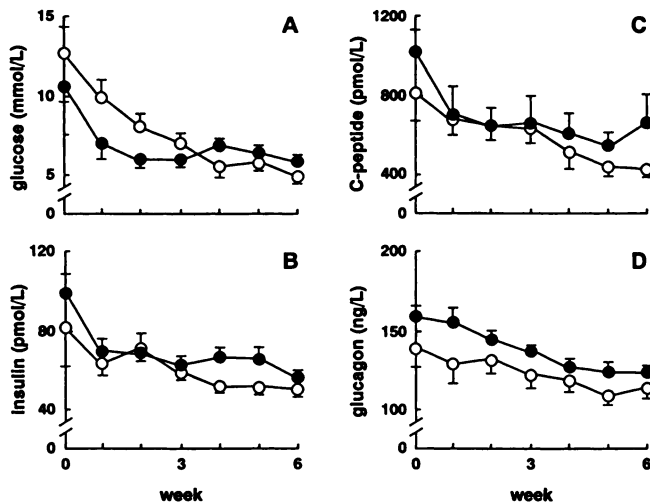 A
glucose (mmol/L)
15
10
5
0
C
C-peptide (pmol/L)
1200
800
400
0
B
insulin (pmol/L)
120
80
40
0
0 3 6
week
D
glucagon (ng/L)
200
150
100
0
0 3 6
week